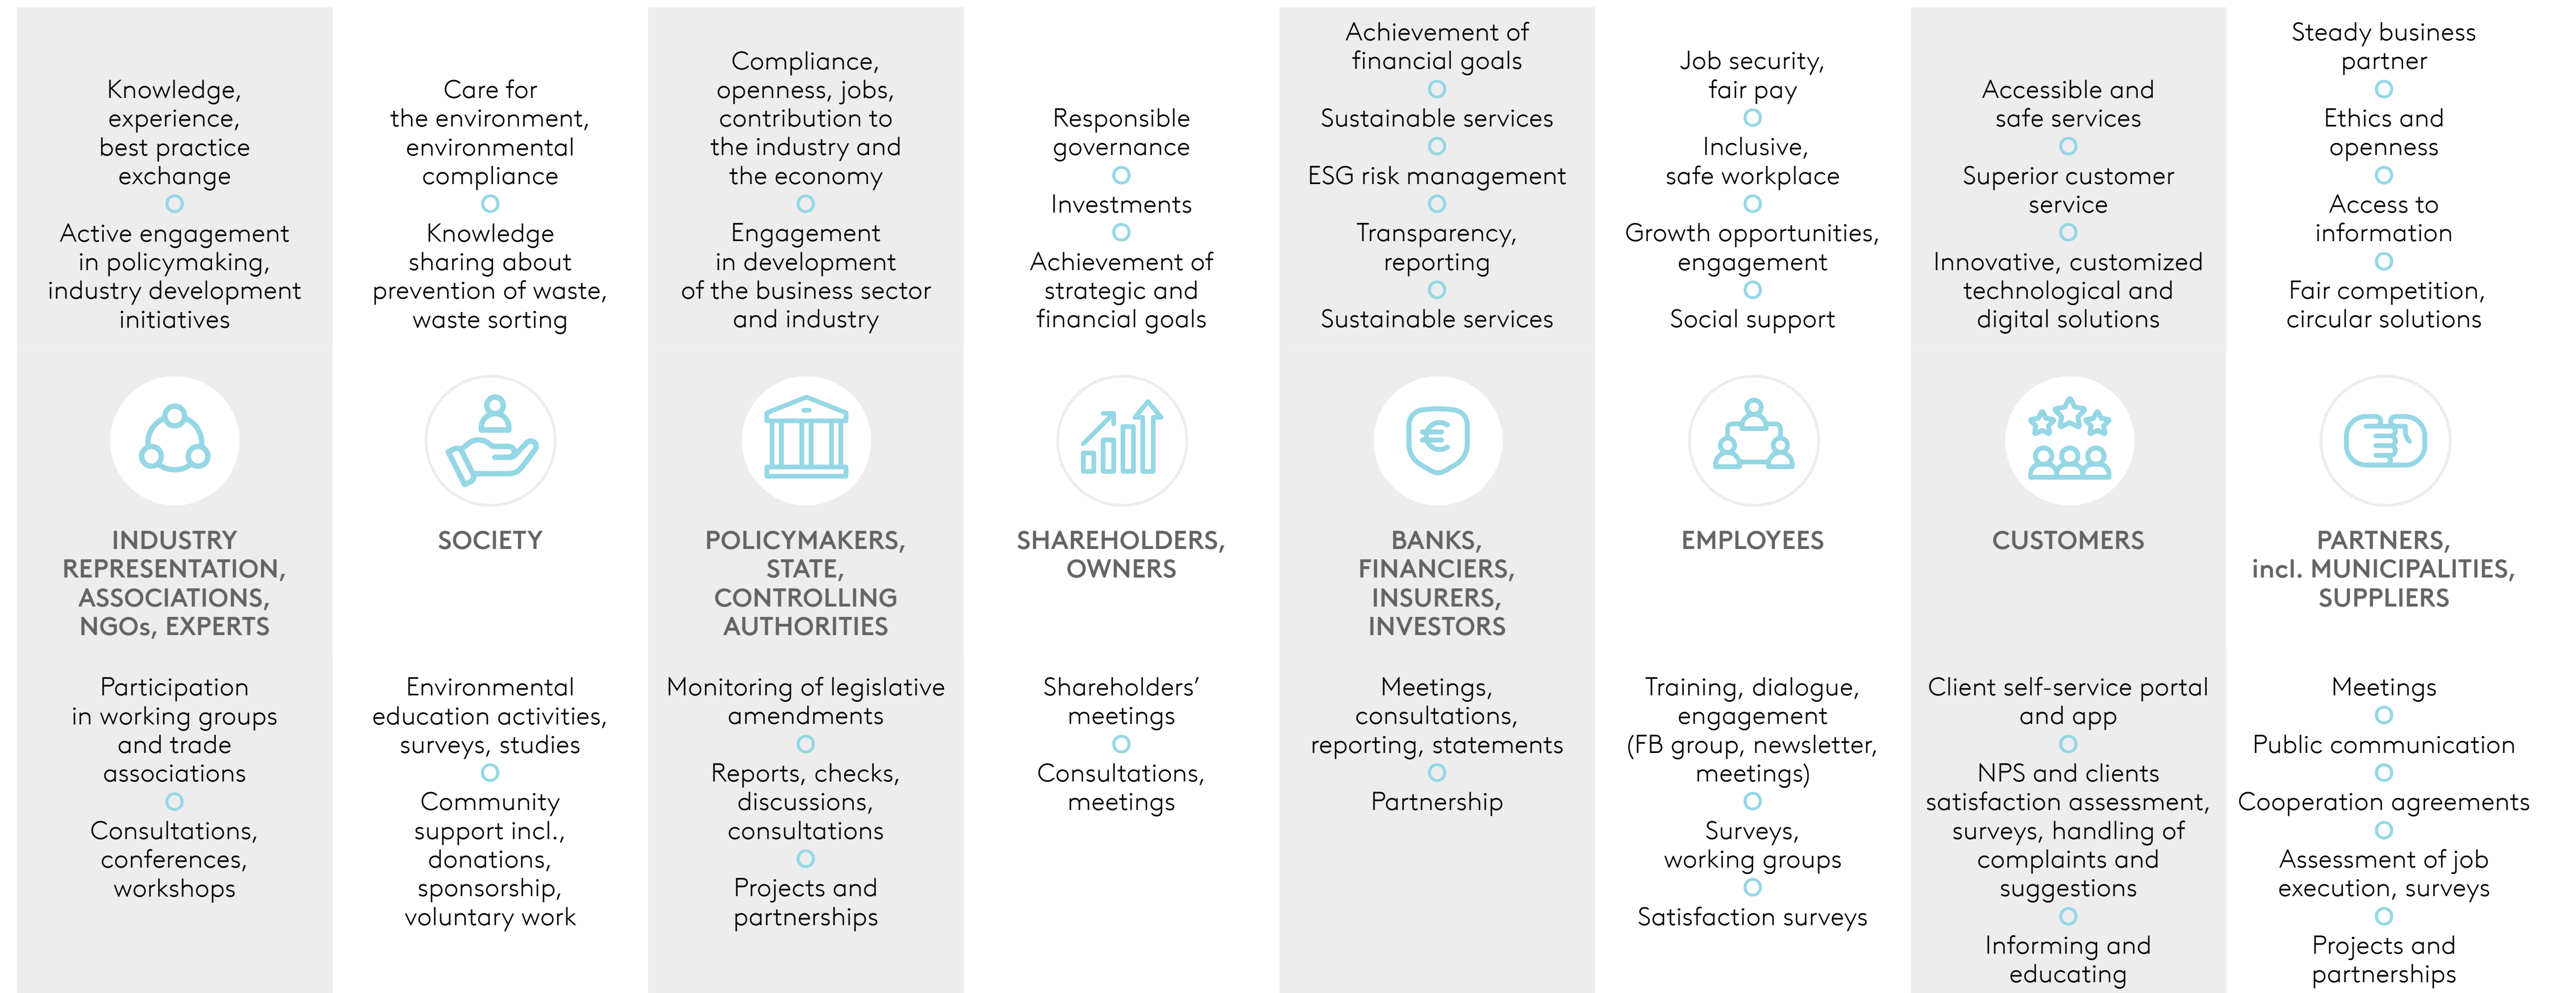 Knowledge,
experience,
best practice
exchange
Active engagement
in policymaking,
industry development
initiatives
INDUSTRY
REPRESENTATION,
ASSOCIATIONS,
NGOs, EXPERTS
Participation
in working groups
and trade
associations
Consultations,
conferences,
workshops
Care for
the environment,
environmental
compliance
Knowledge
sharing about
prevention of waste,
waste sorting
SOCIETY
Environmental
education activities,
surveys, studies
Community
support incl.,
donations,
sponsorship,
voluntary work
Compliance,
openness, jobs,
contribution to
the industry and
the economy
Engagement
in development
of the business sector
and industry
POLICYMAKERS,
STATE,
CONTROLLING
AUTHORITIES
Monitoring of legislative
amendments
Reports, checks,
discussions,
consultations
Projects and
partnerships
Responsible
governance
Investments
Achievement of
strategic and
financial goals
SHAREHOLDERS,
OWNERS
Shareholders’
meetings
Consultations,
meetings
Achievement of
financial goals
Sustainable services
ESG risk management
Transparency,
reporting
Sustainable services
€
BANKS,
FINANCIERS,
INSURERS,
INVESTORS
Meetings,
consultations,
reporting, statements
Partnership
Job security,
fair pay
Inclusive,
safe workplace
Growth opportunities,
engagement
Social support
EMPLOYEES
Training, dialogue,
engagement
(FB group, newsletter,
meetings)
Surveys,
working groups
Satisfaction surveys
Accessible and
safe services
Superior customer
service
Innovative, customized
technological and
digital solutions
CUSTOMERS
Client self-service portal
and app
NPS and clients
satisfaction assessment,
surveys, handling of
complaints and
suggestions
Informing and
educating
Steady business
partner
Ethics and
openness
Access to
information
Fair competition,
circular solutions
PARTNERS,
incl. MUNICIPALITIES,
SUPPLIERS
Meetings
Public communication
Cooperation agreements
Assessment of job
execution, surveys
Projects and
partnerships